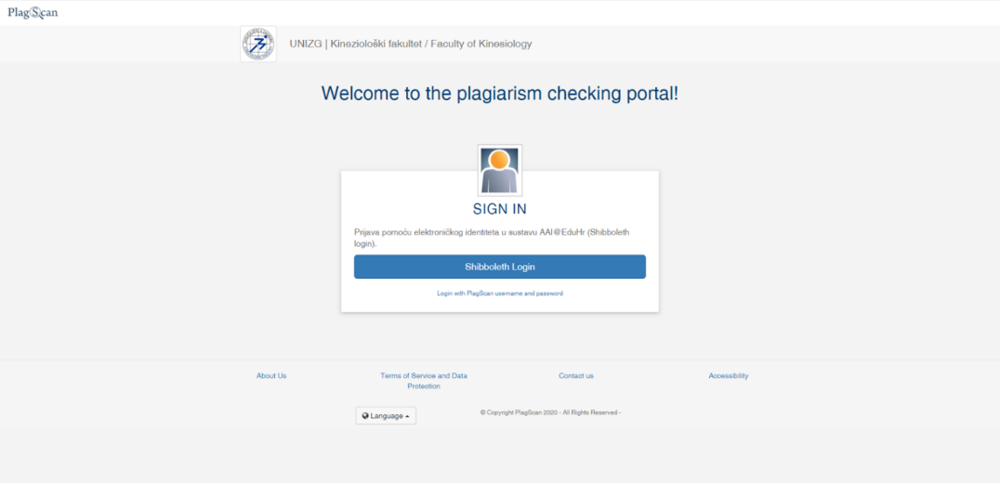 PlagScan
UNIZG | Kineziološki fakultet / Faculty of Kinesiology
Welcome to the plagiarism checking portal!
SIGN IN
Prijava pomoću elektroničkog identiteta u sustavu AAI@EduHr (Shibboleth
login).
Shibboleth Login
Login with PlagScan username and password
About Us
Terms of Service and Data
Protection
Contact us
Accessibility
Language
© Copyright PlagScan 2020 - All Rights Reserved -